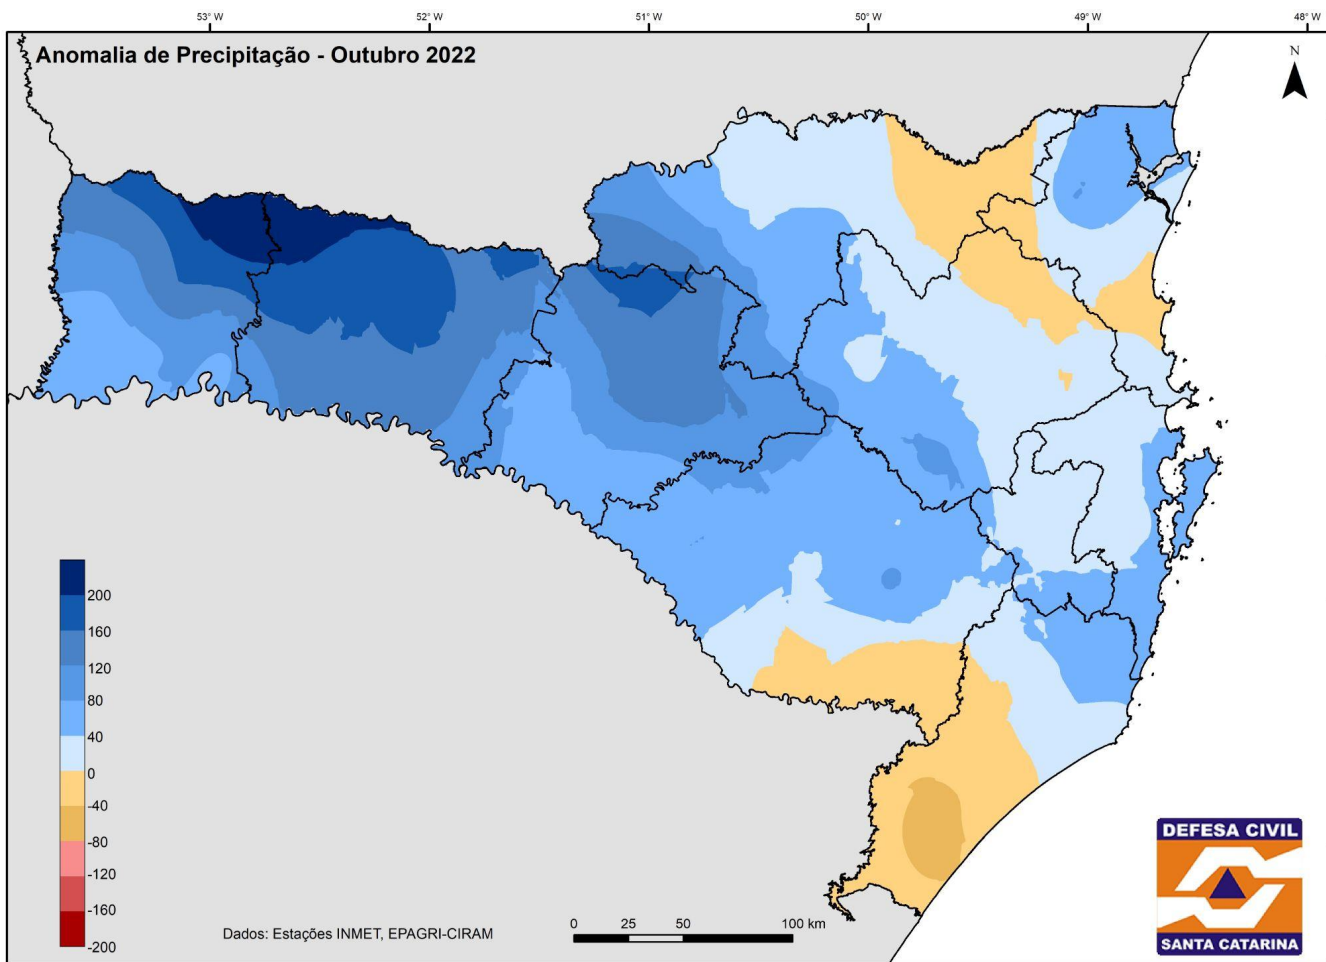 53° W
52° W
51° W
50° W
49° W
48° W
Anomalia de Precipitação - Outubro 2022
N
200
160
120
80
40
0
-40
-80
-120
-160
-200
Dados: Estações INMET, EPAGRI-CIRAM
0 25 50 100 km
DEFESA CIVIL
SANTA CATARINA